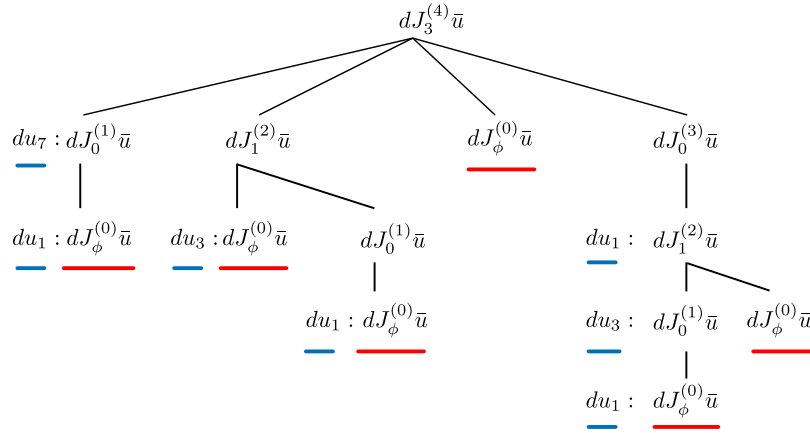 dJ_3^{(4)} ū
du_7 : dJ_0^{(1)} ū dJ_1^{(2)} ū dJ_ϕ^{(0)} ū dJ_0^{(3)} ū
du_1 : dJ_ϕ^{(0)} ū du_3 : dJ_ϕ^{(0)} ū dJ_0^{(1)} ū du_1 : dJ_1^{(2)} ū
du_1 : dJ_ϕ^{(0)} ū du_3 : dJ_0^{(1)} ū dJ_ϕ^{(0)} ū
du_1 : dJ_ϕ^{(0)} ū